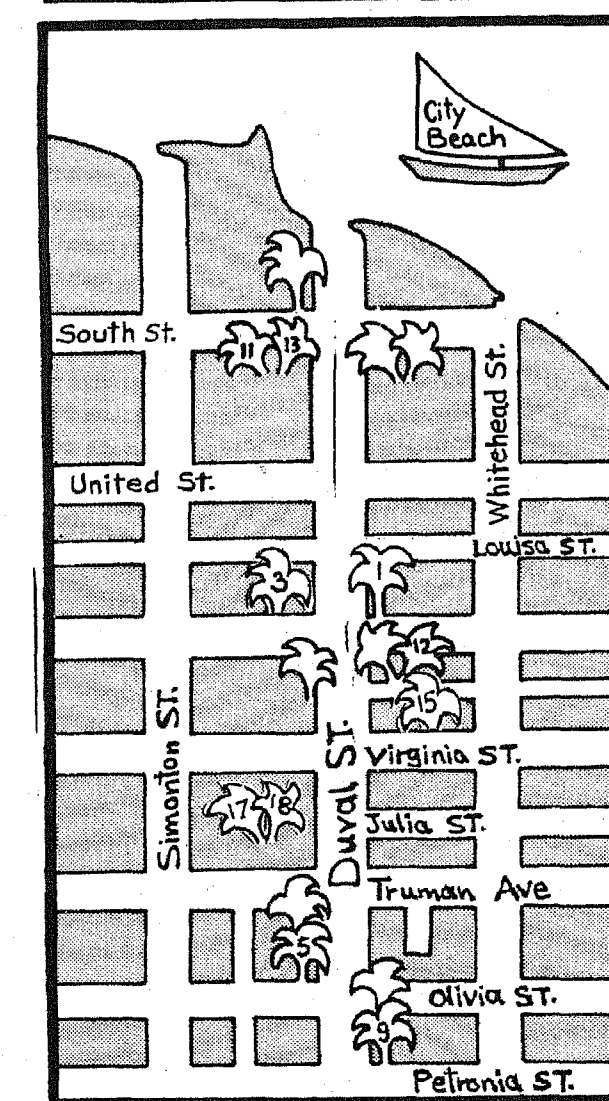 City
Beach
South St.
11
13
Whitehead St.
United St.
Louisa ST.
3
1
12
15
Simonton ST.
Duval ST.
Virginia ST.
17
18
Julia ST.
Truman Ave
5
Olivia ST.
9
Petronia ST.